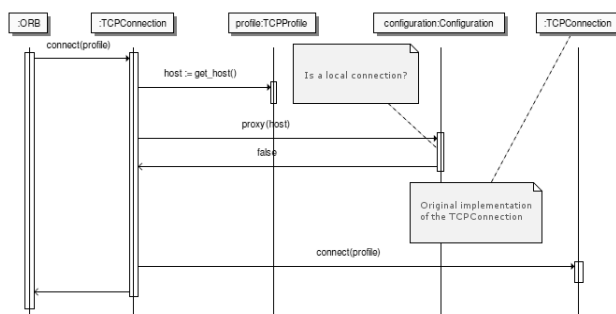 :ORB
:TCPConnection
profile:TCPProfile
configuration:Configuration
:TCPConnection
connect(profile)
host := get_host()
Is a local connection?
proxy(host)
false
Original implementation
of the TCPConnection
connect(profile)